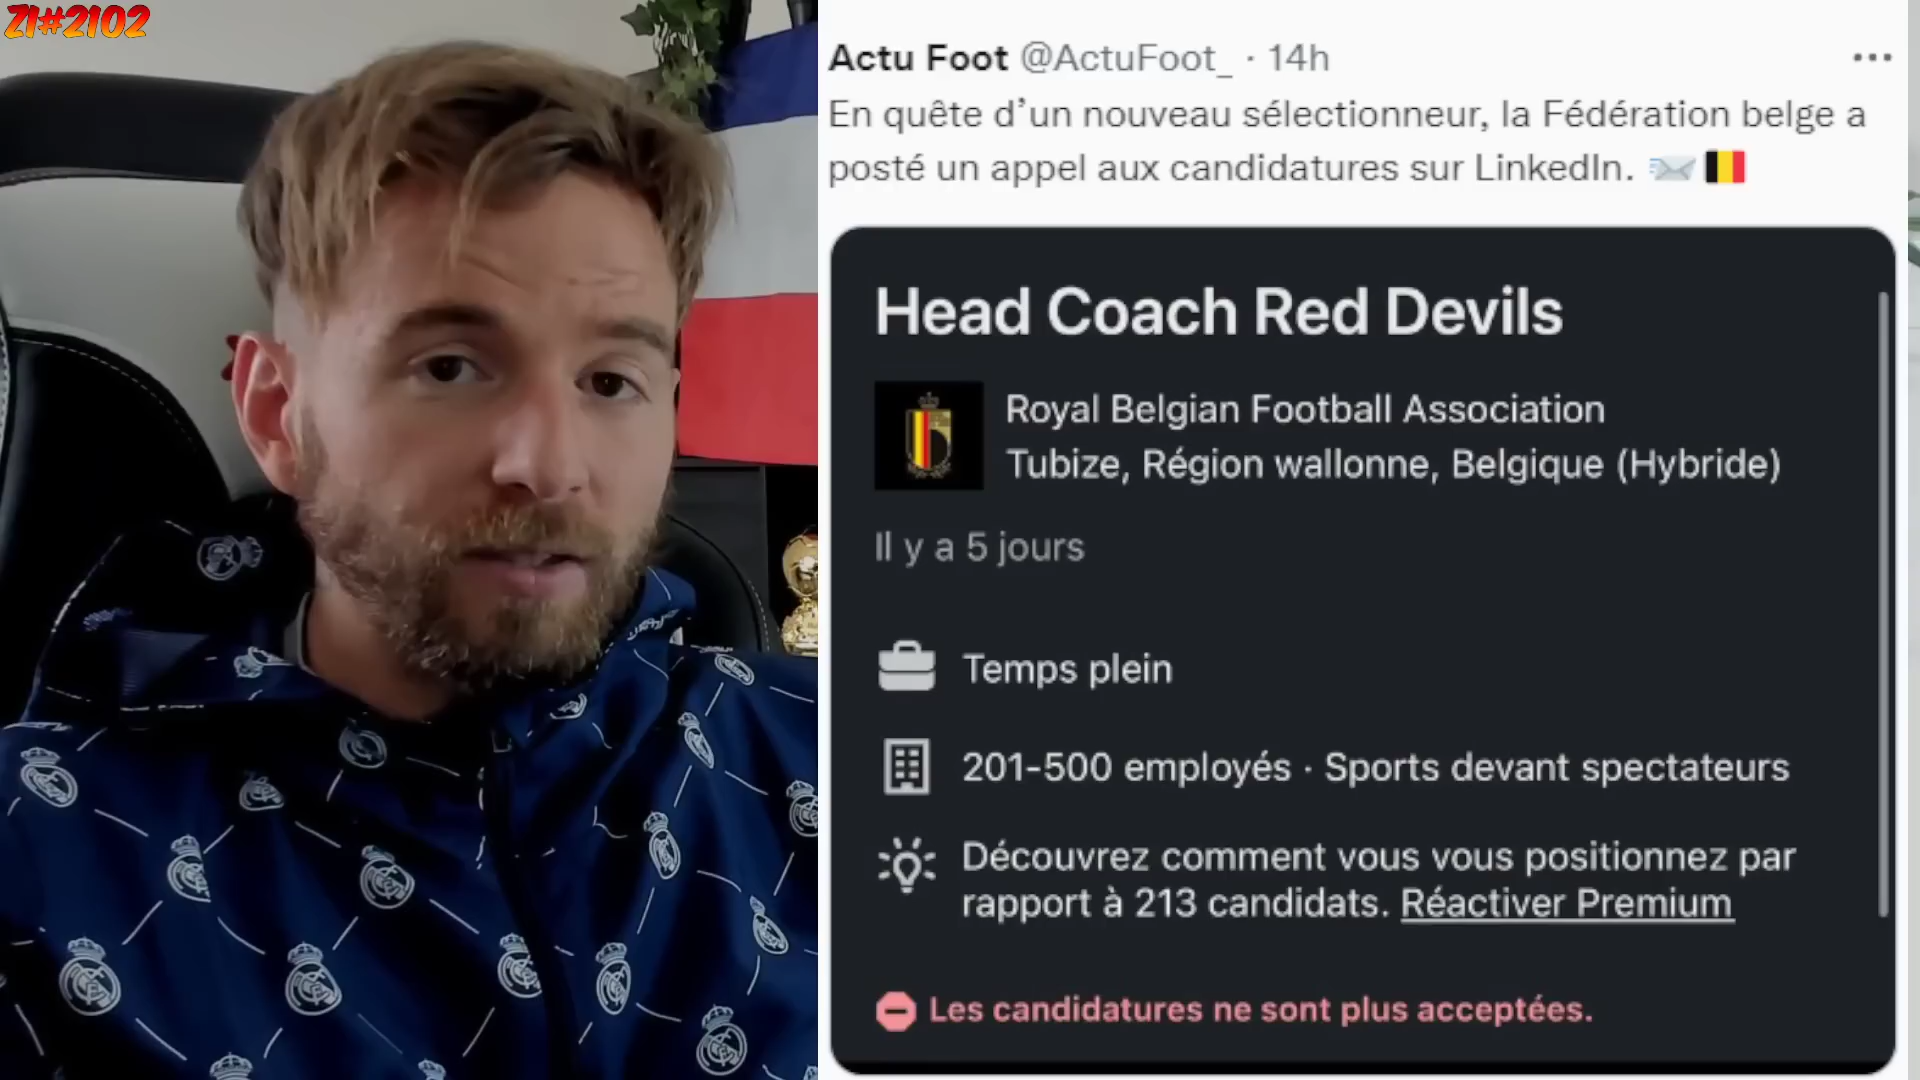 ZI#2102
Actu Foot @ActuFoot_ · 14h
En quête d’un nouveau sélectionneur, la Fédération belge a
posté un appel aux candidatures sur LinkedIn.
Head Coach Red Devils
Royal Belgian Football Association
Tubize, Région wallonne, Belgique (Hybride)
Il y a 5 jours
Temps plein
201-500 employés · Sports devant spectateurs
Découvrez comment vous vous positionnez par
rapport à 213 candidats. Réactiver Premium
Les candidatures ne sont plus acceptées.